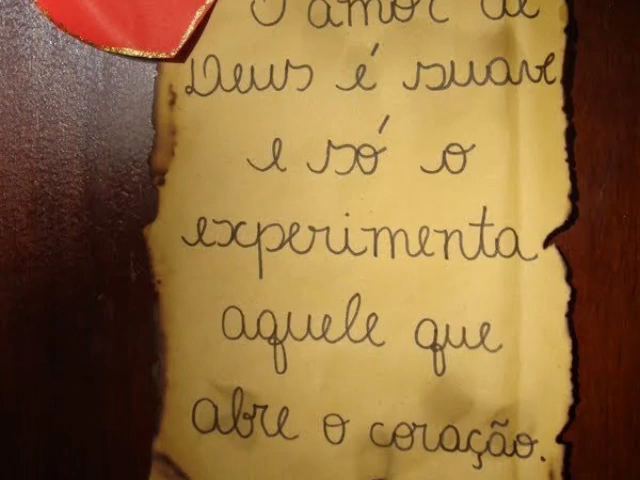 O amor de
Deus é suave
e só o
experimenta
aquele que
abre o coração.